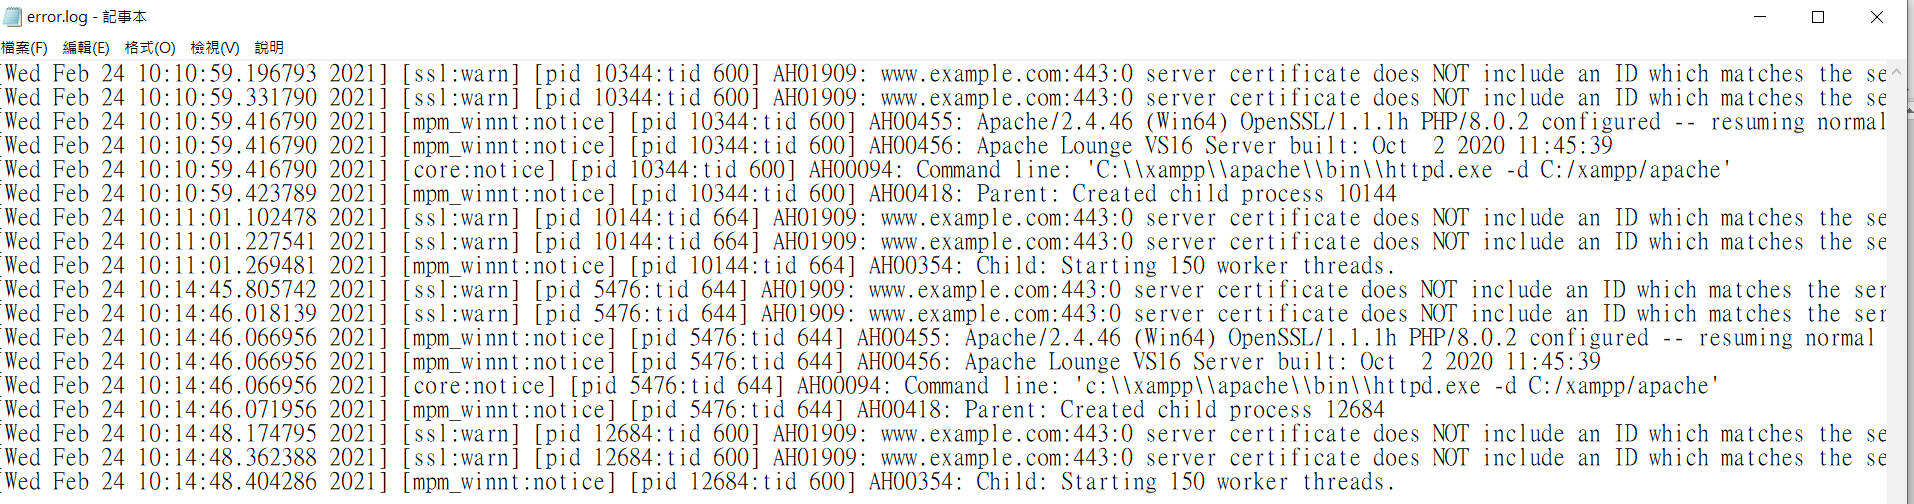 error.log - 記事本
檔案(F) 編輯(E) 格式(O) 檢視(V) 說明
[Wed Feb 24 10:10:59.196793 2021] [ssl:warn] [pid 10344:tid 600] AH01909: www.example.com:443:0 server certificate does NOT include an ID which matches the se
[Wed Feb 24 10:10:59.331790 2021] [ssl:warn] [pid 10344:tid 600] AH01909: www.example.com:443:0 server certificate does NOT include an ID which matches the se
[Wed Feb 24 10:10:59.416790 2021] [mpm_winnt:notice] [pid 10344:tid 600] AH00455: Apache/2.4.46 (Win64) OpenSSL/1.1.1h PHP/8.0.2 configured -- resuming normal
[Wed Feb 24 10:10:59.416790 2021] [mpm_winnt:notice] [pid 10344:tid 600] AH00456: Apache Lounge VS16 Server built: Oct  2 2020 11:45:39
[Wed Feb 24 10:10:59.416790 2021] [core:notice] [pid 10344:tid 600] AH00094: Command line: 'C:\\xampp\\apache\\bin\\httpd.exe -d C:/xampp/apache'
[Wed Feb 24 10:10:59.423789 2021] [mpm_winnt:notice] [pid 10344:tid 600] AH00418: Parent: Created child process 10144
[Wed Feb 24 10:11:01.102478 2021] [ssl:warn] [pid 10144:tid 664] AH01909: www.example.com:443:0 server certificate does NOT include an ID which matches the se
[Wed Feb 24 10:11:01.227541 2021] [ssl:warn] [pid 10144:tid 664] AH01909: www.example.com:443:0 server certificate does NOT include an ID which matches the se
[Wed Feb 24 10:11:01.269481 2021] [mpm_winnt:notice] [pid 10144:tid 664] AH00354: Child: Starting 150 worker threads.
[Wed Feb 24 10:14:45.805742 2021] [ssl:warn] [pid 5476:tid 644] AH01909: www.example.com:443:0 server certificate does NOT include an ID which matches the ser
[Wed Feb 24 10:14:46.018139 2021] [ssl:warn] [pid 5476:tid 644] AH01909: www.example.com:443:0 server certificate does NOT include an ID which matches the ser
[Wed Feb 24 10:14:46.066956 2021] [mpm_winnt:notice] [pid 5476:tid 644] AH00455: Apache/2.4.46 (Win64) OpenSSL/1.1.1h PHP/8.0.2 configured -- resuming normal
[Wed Feb 24 10:14:46.066956 2021] [mpm_winnt:notice] [pid 5476:tid 644] AH00456: Apache Lounge VS16 Server built: Oct  2 2020 11:45:39
[Wed Feb 24 10:14:46.066956 2021] [core:notice] [pid 5476:tid 644] AH00094: Command line: 'c:\\xampp\\apache\\bin\\httpd.exe -d C:/xampp/apache'
[Wed Feb 24 10:14:46.071956 2021] [mpm_winnt:notice] [pid 5476:tid 644] AH00418: Parent: Created child process 12684
[Wed Feb 24 10:14:48.174795 2021] [ssl:warn] [pid 12684:tid 600] AH01909: www.example.com:443:0 server certificate does NOT include an ID which matches the se
[Wed Feb 24 10:14:48.362388 2021] [ssl:warn] [pid 12684:tid 600] AH01909: www.example.com:443:0 server certificate does NOT include an ID which matches the se
[Wed Feb 24 10:14:48.404286 2021] [mpm_winnt:notice] [pid 12684:tid 600] AH00354: Child: Starting 150 worker threads.